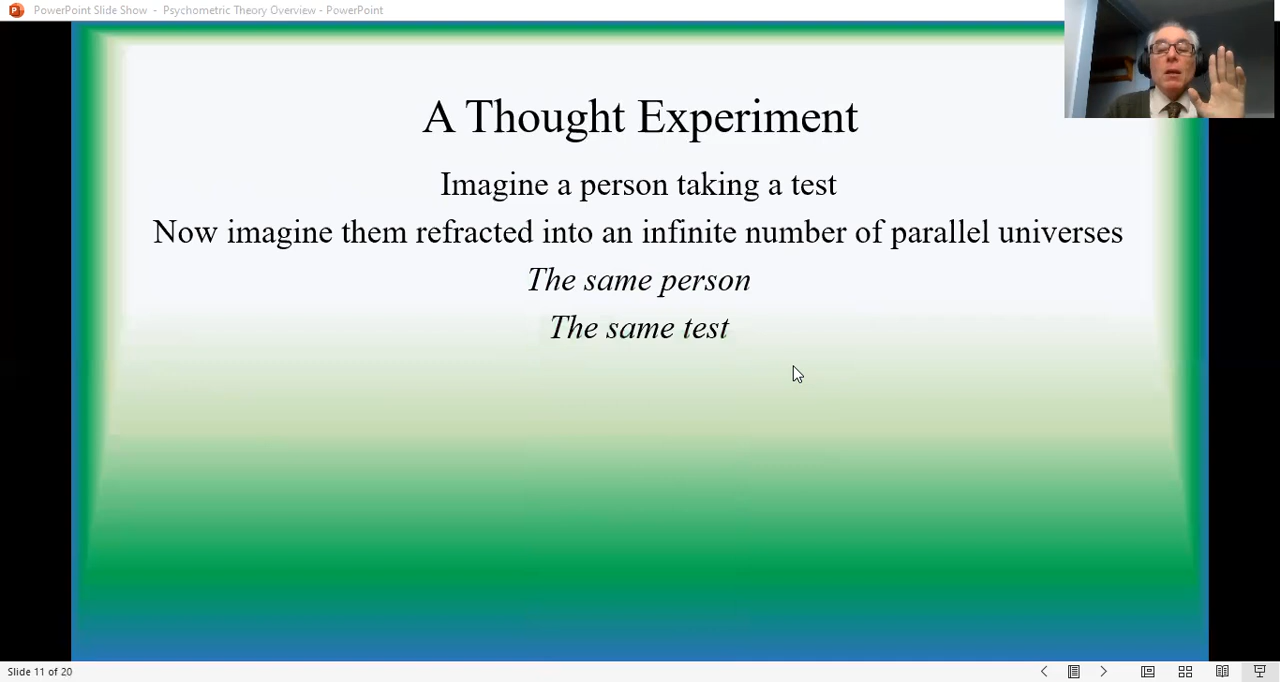 PowerPoint Slide Show - Psychometric Theory Overview - PowerPoint
A Thought Experiment
Imagine a person taking a test
Now imagine them refracted into an infinite number of parallel universes
The same person
The same test
Slide 11 of 20